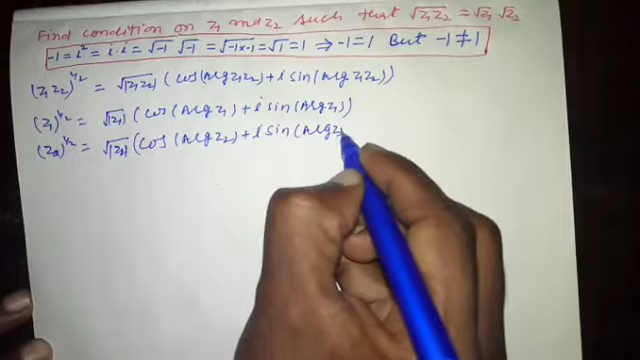 Find condition on z₁ and z₂ such that √z₁z₂ = √z₁ √z₂
-1 = i² = i·i = √-1 √-1 = √-1×-1 = √1 = 1 ⇒ -1 = 1 But -1 ≠ 1
(z₁z₂)^½ = √|z₁z₂| (cos(Arg z₁z₂) + i sin(Arg z₁z₂))
(z₁)^½ = √|z₁| (cos(Arg z₁) + i sin(Arg z₁))
(z₂)^½ = √|z₂| (cos(Arg z₂) + i sin(Arg z₂